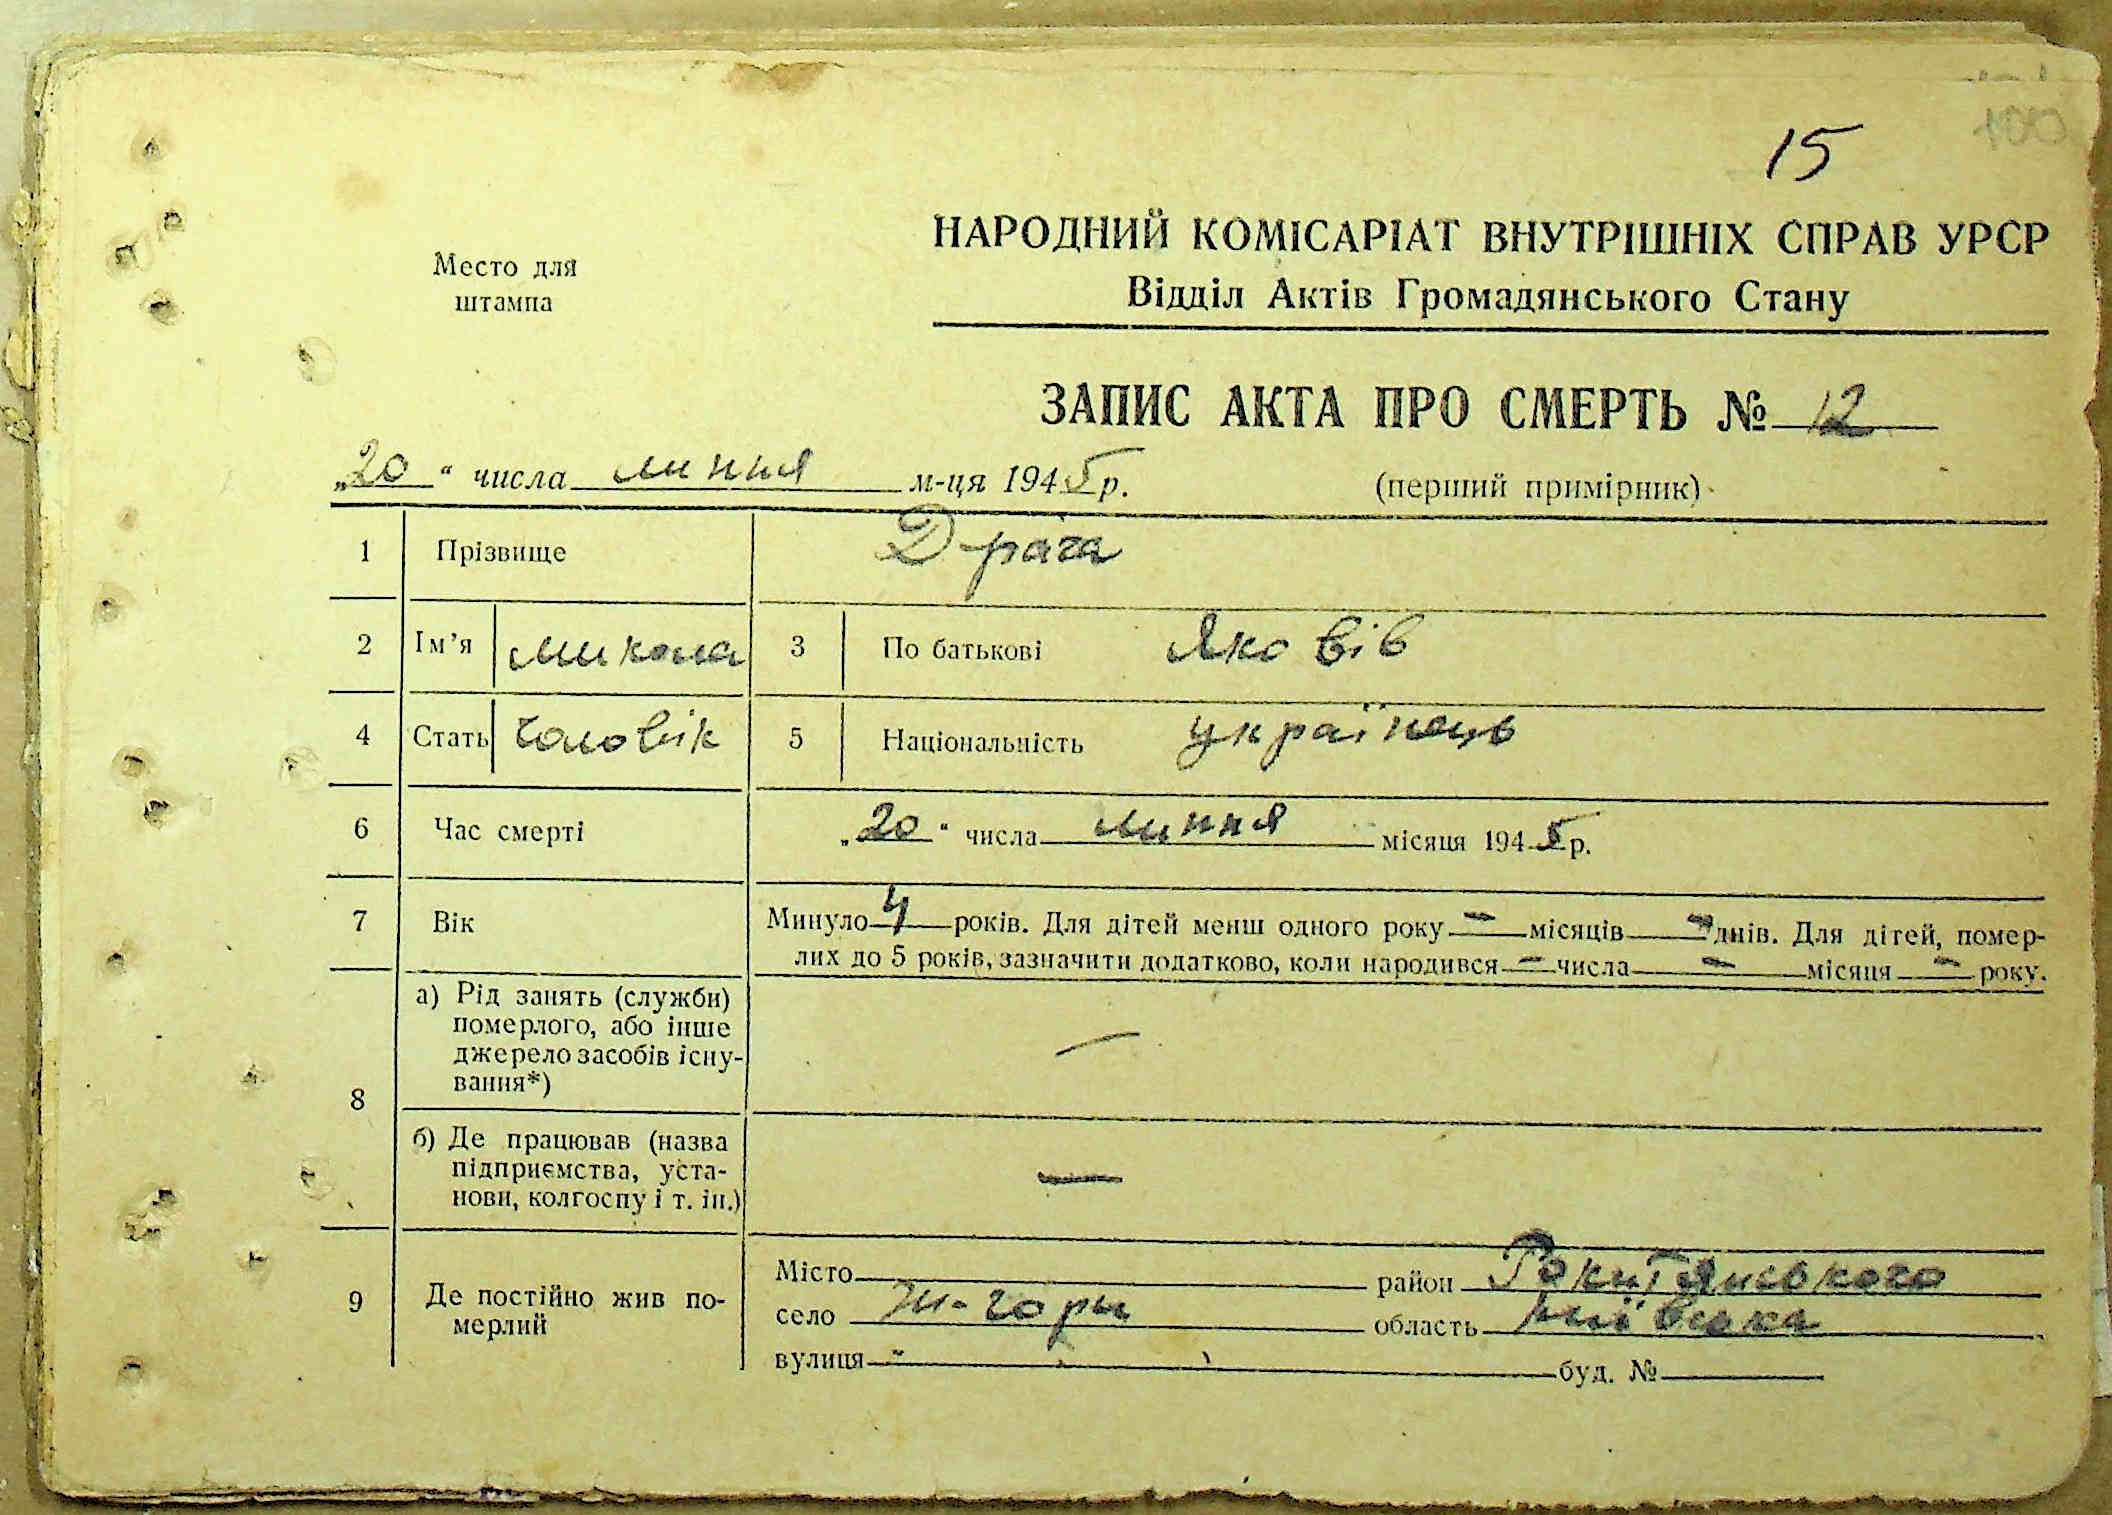 100
15
Место для
штампа
НАРОДНИЙ КОМІСАРІАТ ВНУТРІШНІХ СПРАВ УРСР
Відділ Актів Громадянського Стану
ЗАПИС АКТА ПРО СМЕРТЬ № 12
„20“ числа липня м-ця 1945 р.
(перший примірник)
1 Прізвище Драга
2 Ім’я Микола 3 По батькові Яковів
4 Стать чоловік 5 Національність українець
6 Час смерті „20“ числа липня місяця 1945 р.
7 Вік Минуло 4 років. Для дітей менш одного року — місяців — днів. Для дітей, помер-
лих до 5 років, зазначити додатково, коли народився — числа — місяця — року.
8 а) Рід занять (служби)
померлого, або інше
джерело засобів існу-
вання*) —
б) Де працював (назва
підприємства, уста-
нови, колгоспу і т. ін.) —
9 Де постійно жив по-
мерлий
Місто район Рокитянського
село область Київська
вулиця буд. №